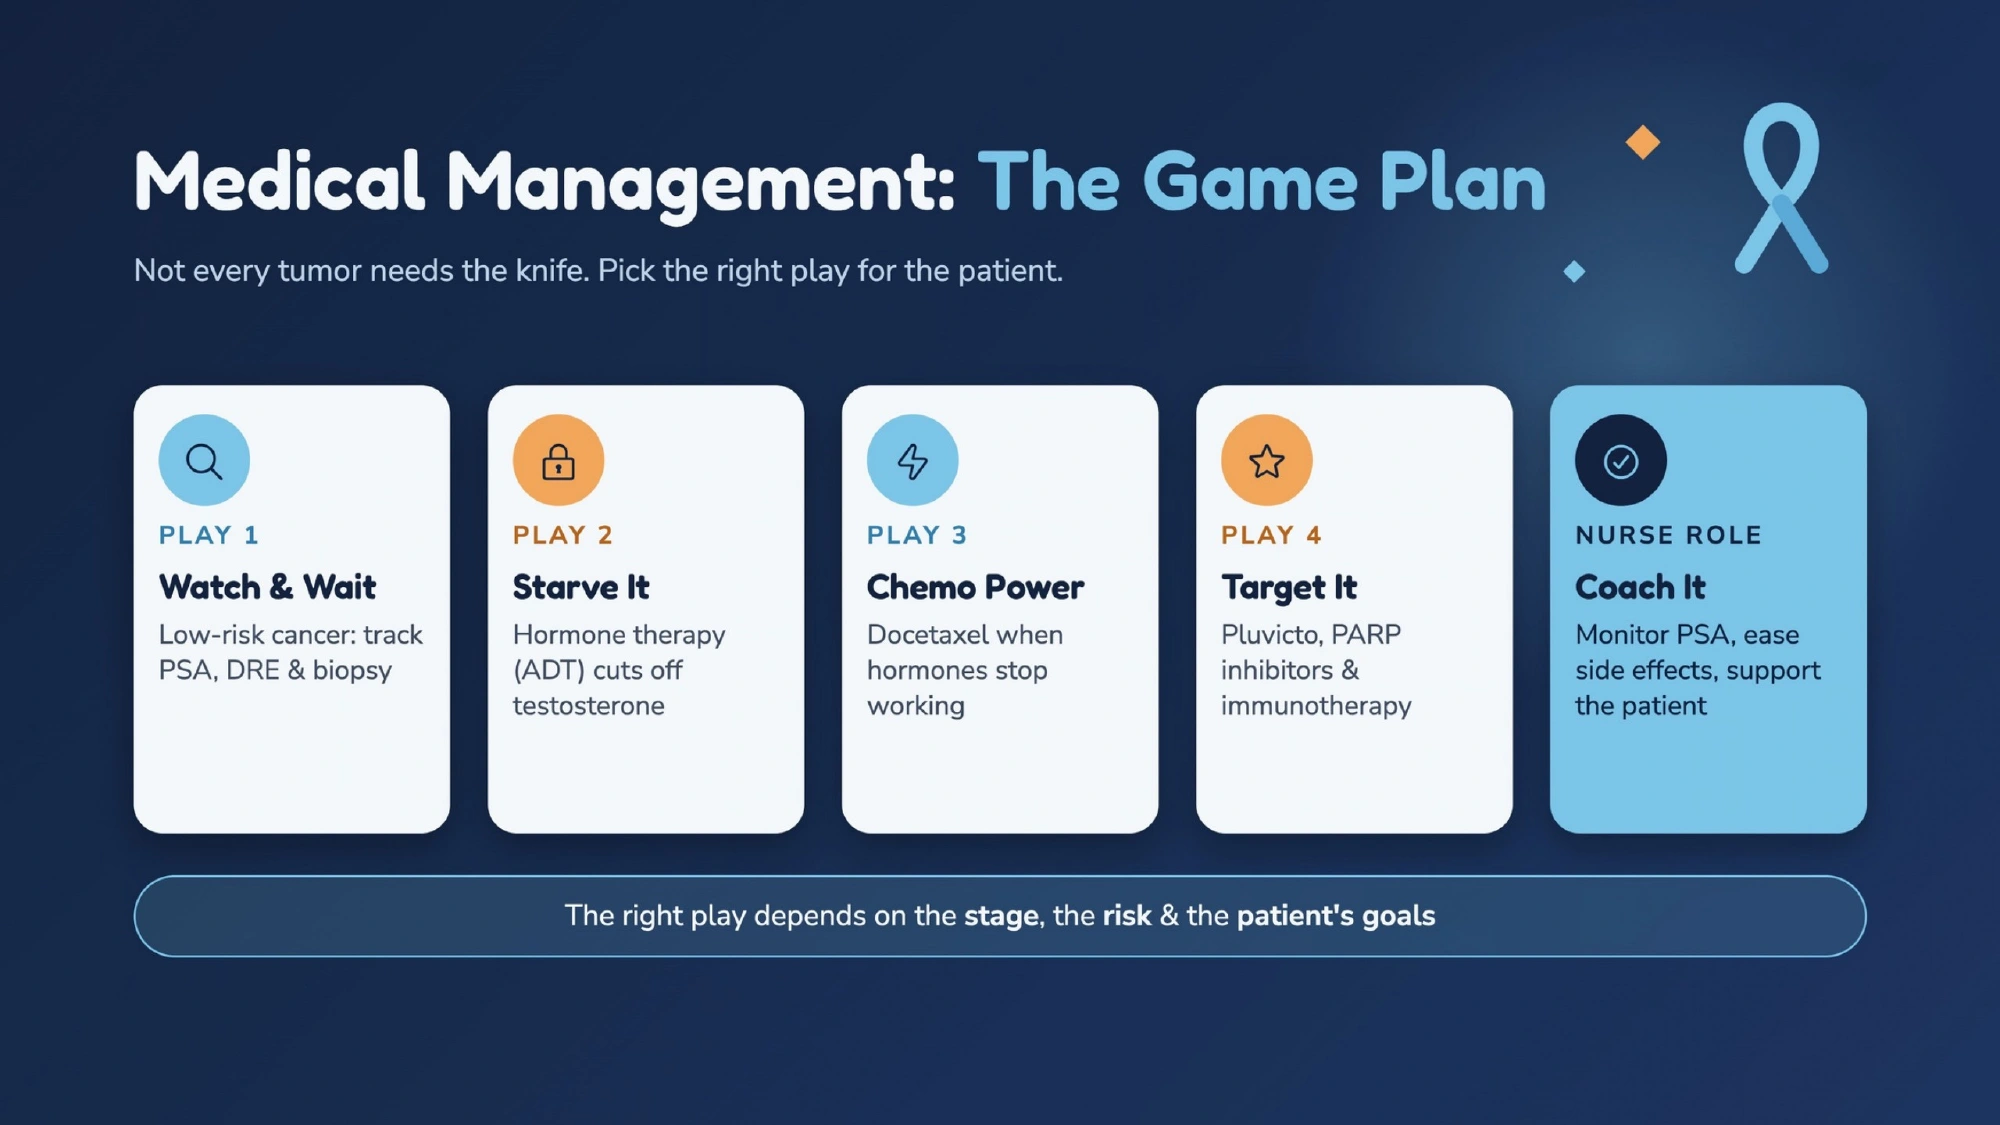 Medical Management: The Game Plan
Not every tumor needs the knife. Pick the right play for the patient.
PLAY 1
Watch & Wait
Low-risk cancer: track
PSA, DRE & biopsy
PLAY 2
Starve It
Hormone therapy
(ADT) cuts off
testosterone
PLAY 3
Chemo Power
Docetaxel when
hormones stop
working
PLAY 4
Target It
Pluvicto, PARP
inhibitors &
immunotherapy
NURSE ROLE
Coach It
Monitor PSA, ease
side effects, support
the patient
The right play depends on the stage, the risk & the patient's goals